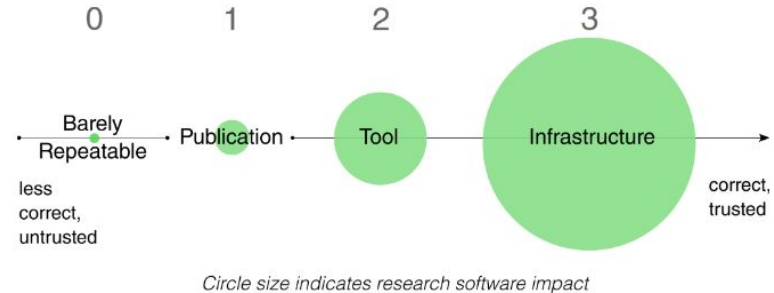 0 1 2 3
Barely
Repeatable
Publication
Tool
Infrastructure
less
correct,
untrusted
correct,
trusted
Circle size indicates research software impact